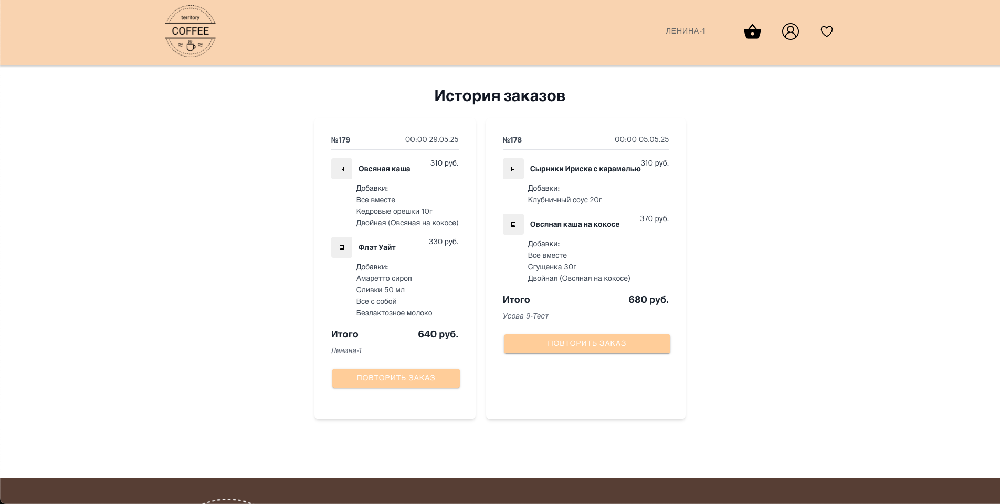 territory
COFFEE
ЛЕНИНА-1
История заказов
№179 00:00 29.05.25
Овсяная каша 310 руб.
Добавки:
Все вместе
Кедровые орешки 10г
Двойная (Овсяная на кокосе)
Флэт Уайт 330 руб.
Добавки:
Амаретто сироп
Сливки 50 мл
Все с собой
Безлактозное молоко
Итого 640 руб.
Ленина-1
ПОВТОРИТЬ ЗАКАЗ
№178 00:00 05.05.25
Сырники Ириска с карамелью 310 руб.
Добавки:
Клубничный соус 20г
Овсяная каша на кокосе 370 руб.
Добавки:
Все вместе
Сгущенка 30г
Двойная (Овсяная на кокосе)
Итого 680 руб.
Усова 9-Тест
ПОВТОРИТЬ ЗАКАЗ